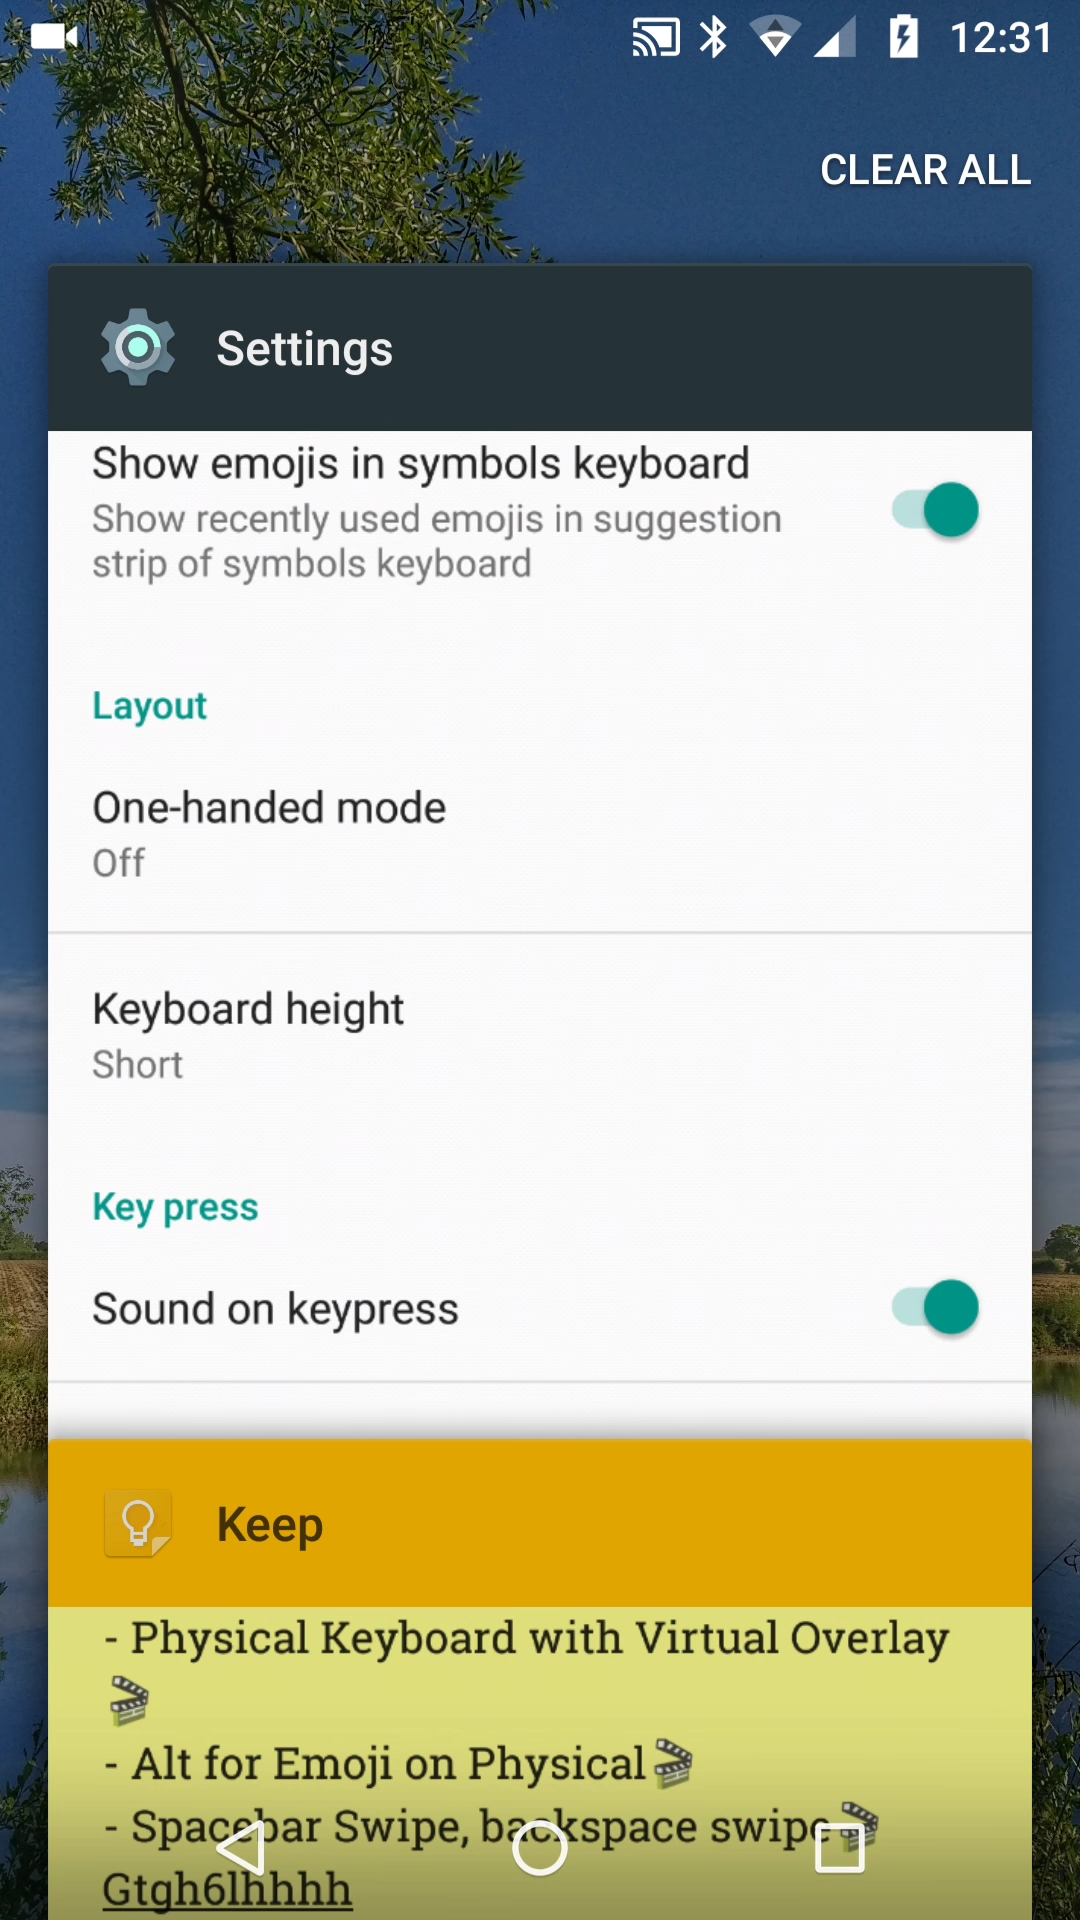 12:31
CLEAR ALL
Settings
Show emojis in symbols keyboard
Show recently used emojis in suggestion
strip of symbols keyboard
Layout
One-handed mode
Off
Keyboard height
Short
Key press
Sound on keypress
Keep
- Physical Keyboard with Virtual Overlay
🎬
- Alt for Emoji on Physical🎬
- Spacebar Swipe, backspace swipe🎬
Gtgh6lhhhh